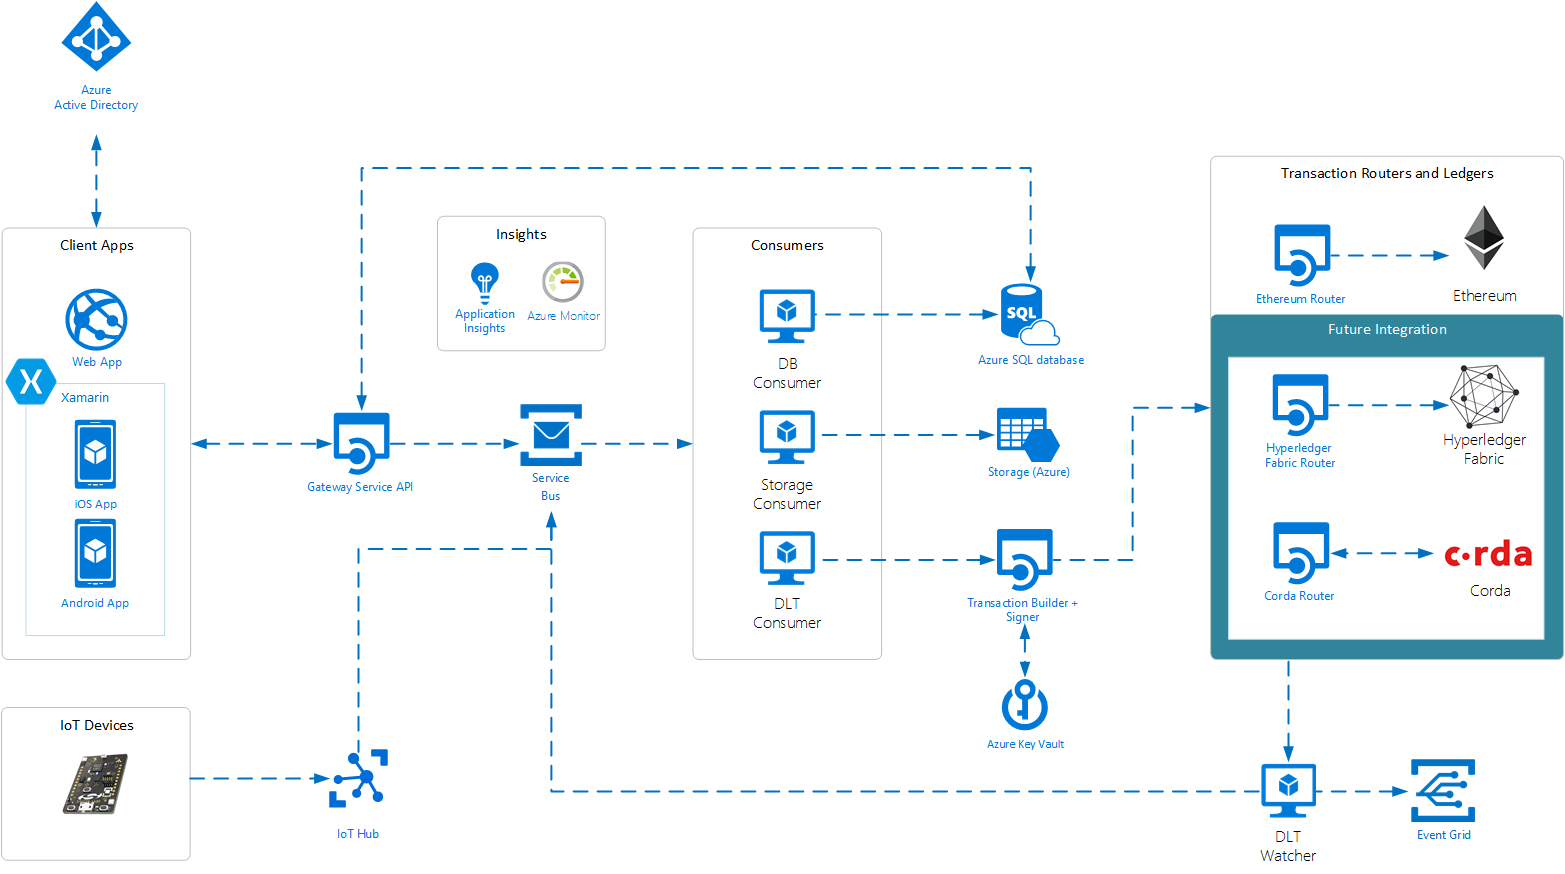 Azure
Active Directory
Client Apps
Web App
X
Xamarin
iOS App
Android App
IoT Devices
IoT Hub
Gateway Service API
Insights
Application
Insights
Azure Monitor
Service
Bus
Consumers
DB
Consumer
Storage
Consumer
DLT
Consumer
SQL
Azure SQL database
Storage (Azure)
Transaction Builder +
Signer
Azure Key Vault
Transaction Routers and Ledgers
Ethereum Router
Ethereum
Future Integration
Hyperledger
Fabric Router
Hyperledger
Fabric
Corda Router
c·rda
Corda
DLT
Watcher
Event Grid